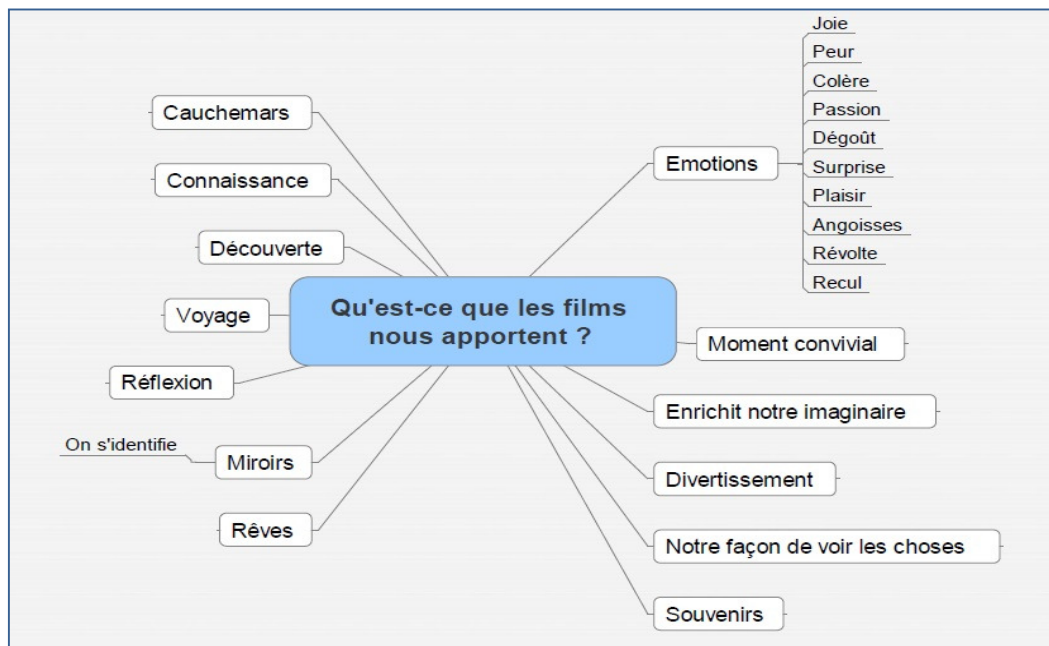 Qu'est-ce que les films
nous apportent ?
Cauchemars
Connaissance
Découverte
Voyage
Réflexion
On s'identifie
Miroirs
Rêves
Emotions
Joie
Peur
Colère
Passion
Dégoût
Surprise
Plaisir
Angoisses
Révolte
Recul
Moment convivial
Enrichit notre imaginaire
Divertissement
Notre façon de voir les choses
Souvenirs